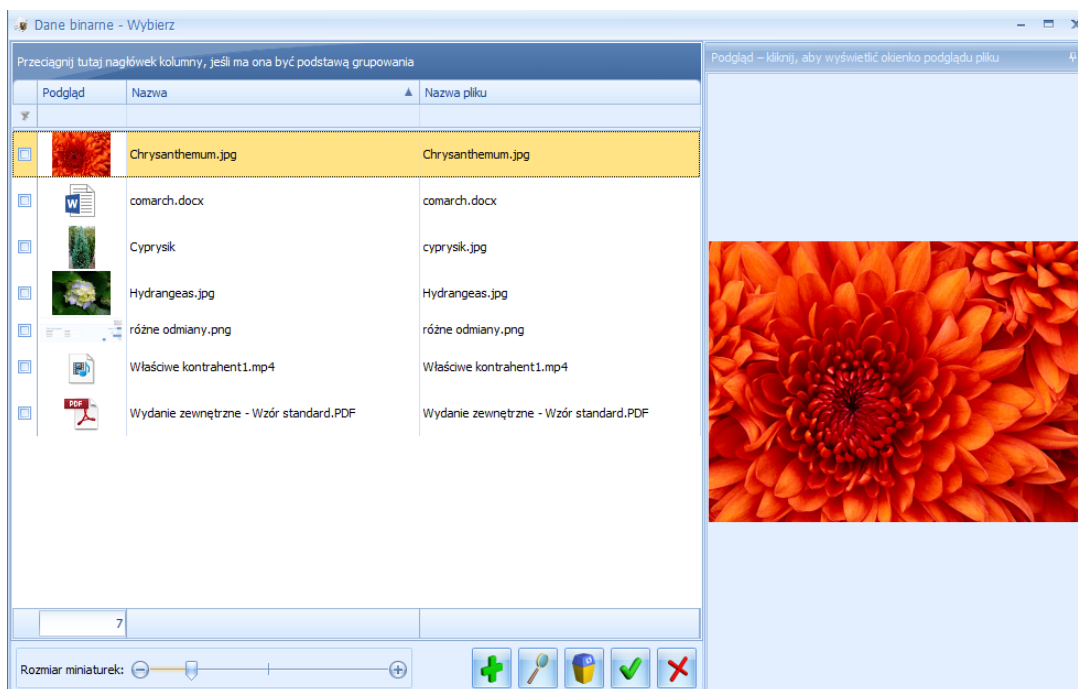 Dane binarne - Wybierz
Przeciągnij tutaj nagłówek kolumny, jeśli ma ona być podstawą grupowania
Podgląd – kliknij, aby wyświetlić okienko podglądu pliku
Podgląd Nazwa Nazwa pliku
Chrysanthemum.jpg Chrysanthemum.jpg
comarch.docx comarch.docx
Cyprysik cyprysik.jpg
Hydrangeas.jpg Hydrangeas.jpg
różne odmiany.png różne odmiany.png
Właściwe kontrahent1.mp4 Właściwe kontrahent1.mp4
PDF
Wydanie zewnętrzne - Wzór standard.PDF Wydanie zewnętrzne - Wzór standard.PDF
7
Rozmiar miniaturek: